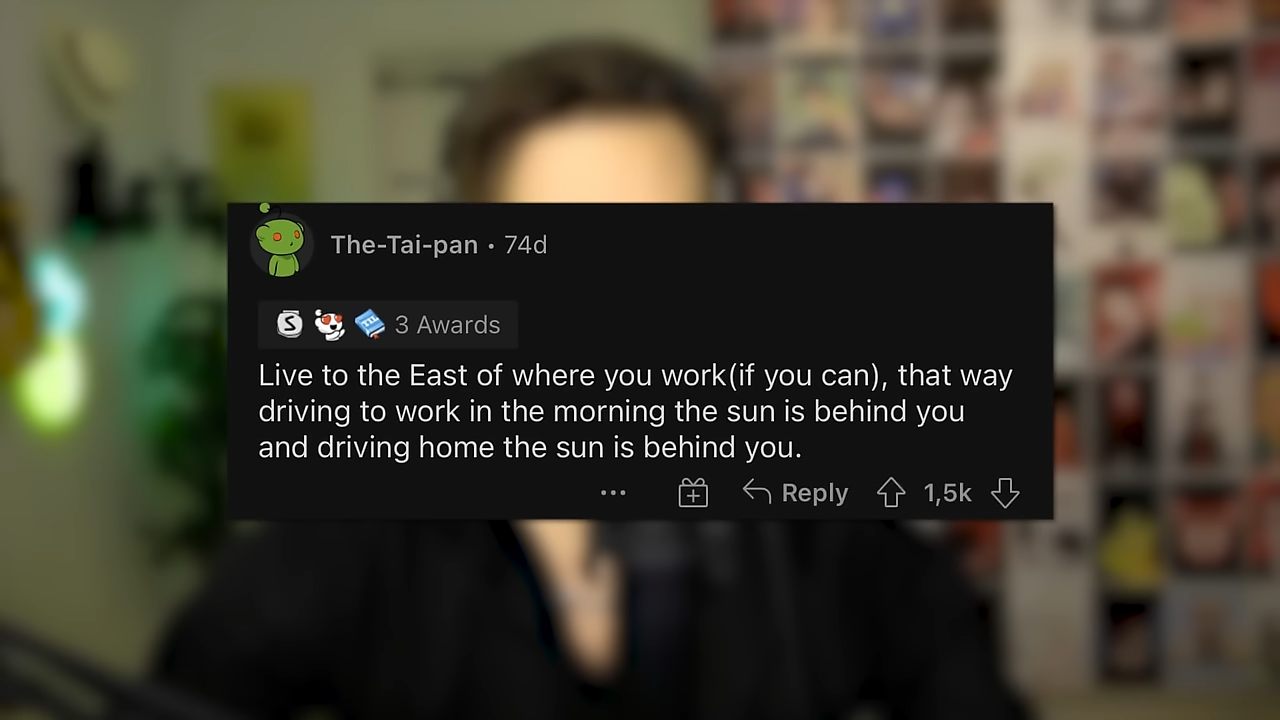 The-Tai-pan • 74d
3 Awards
Live to the East of where you work(if you can), that way
driving to work in the morning the sun is behind you
and driving home the sun is behind you.
Reply 1,5k